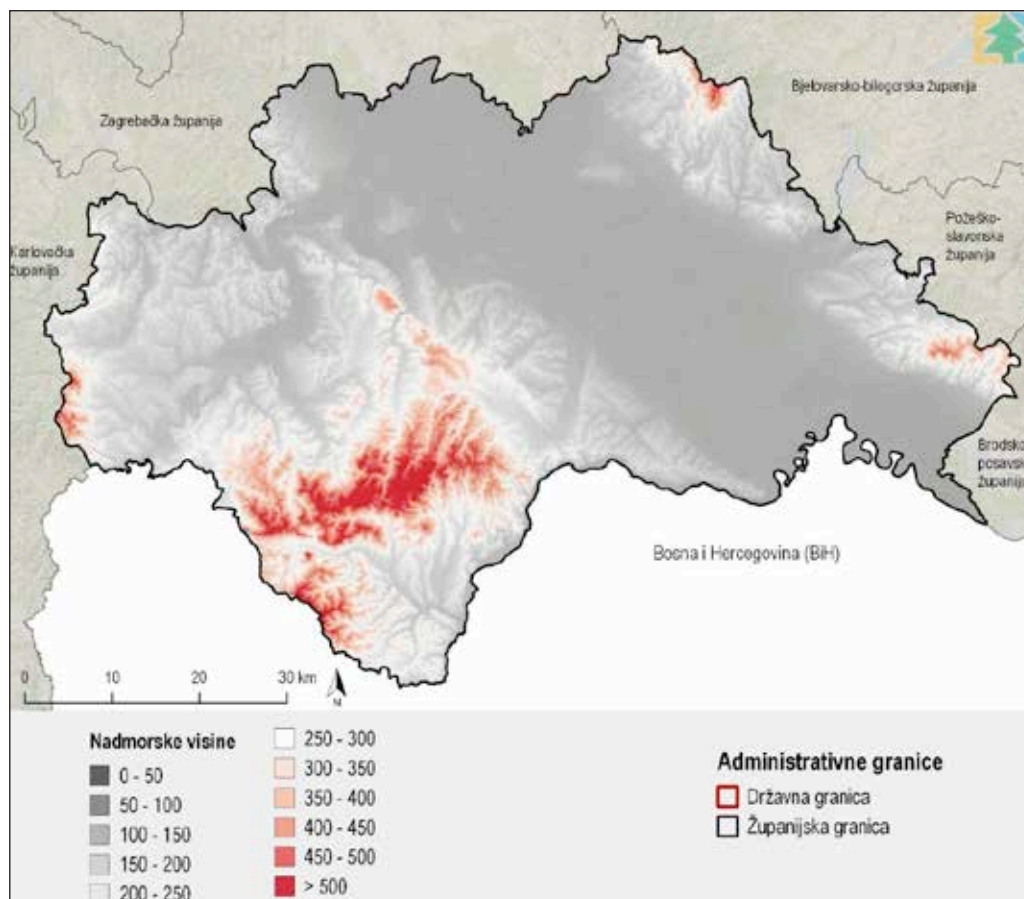 Bjelovarsko-bilogorska županija
Zagrebačka županija
Požeško-
slavonska
županija
Karlovačka
županija
Brodsko-
posavska
županija
Bosna i Hercegovina (BiH)
0 10 20 30 km
N
Nadmorske visine
0 - 50
50 - 100
100 - 150
150 - 200
200 - 250
250 - 300
300 - 350
350 - 400
400 - 450
450 - 500
> 500
Administrativne granice
Državna granica
Županijska granica